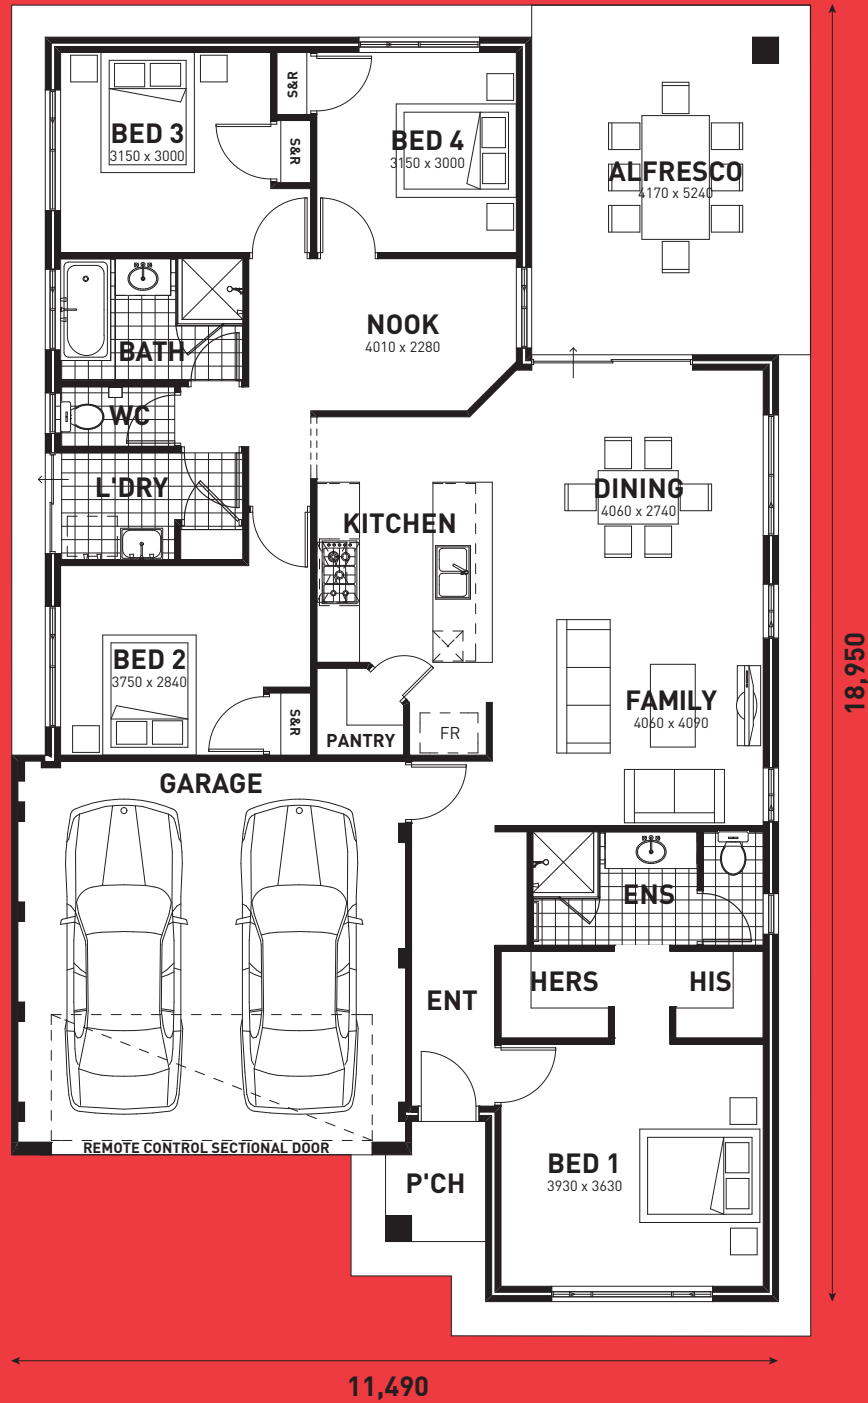 S&R
BED 3
3150 x 3000
S&R
BED 4
3150 x 3000
ALFRESCO
4170 x 5240
NOOK
4010 x 2280
BATH
WC
L'DRY
DINING
4060 x 2740
KITCHEN
BED 2
3750 x 2840
S&R
PANTRY
FR
FAMILY
4060 x 4090
18,950
GARAGE
ENS
HERS
HIS
ENT
REMOTE CONTROL SECTIONAL DOOR
P'CH
BED 1
3930 x 3630
11,490